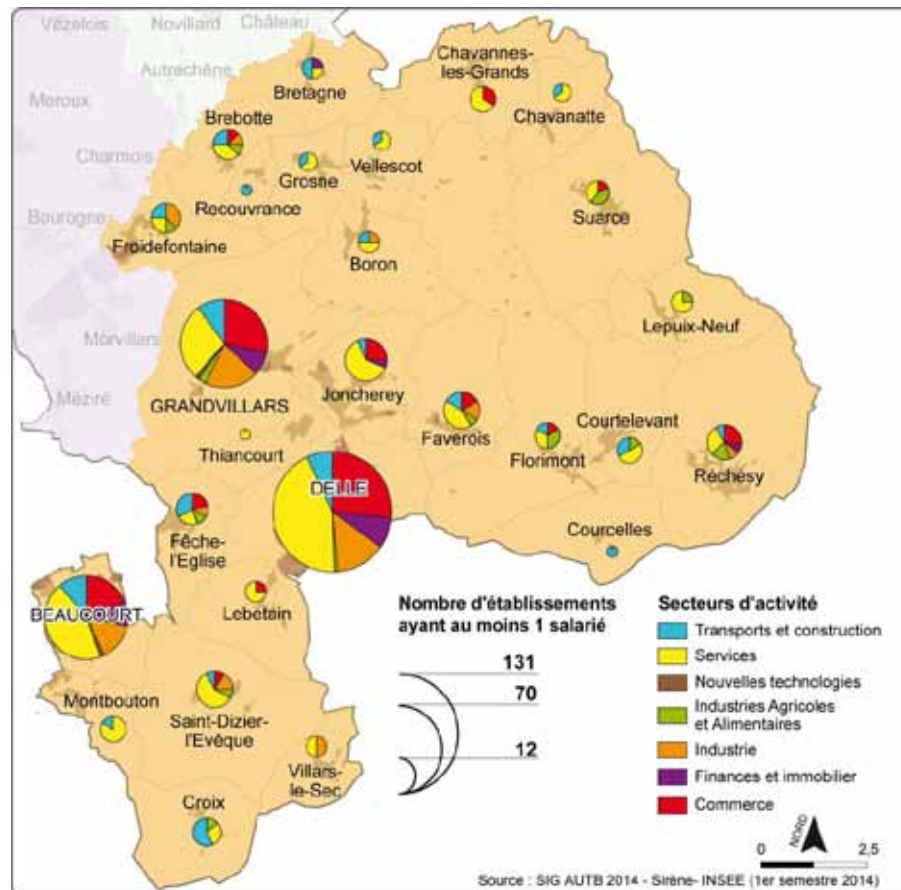 Vézelois
Novillard
Château
Autrechêne
Meroux
Charmois
Bourogne
Morvillars
Méziré
Bretagne
Chavannes-
les-Grands
Chavanatte
Brebotte
Grosne
Vellescot
Recouvrance
Suarce
Froidefontaine
Boron
Lepuix-Neuf
GRANDVILLARS
Joncherey
Thiancourt
Faverois
Florimont
Courtelevant
Réchésy
DELLE
Courcelles
Fêche-
l'Eglise
Lebetain
BEAUCOURT
Montbouton
Saint-Dizier-
l'Evêque
Villars-
le-Sec
Croix
Nombre d'établissements
ayant au moins 1 salarié
131
70
12
Secteurs d'activité
Transports et construction
Services
Nouvelles technologies
Industries Agricoles
et Alimentaires
Industrie
Finances et immobilier
Commerce
NORD
0 2,5
Source : SIG AUTB 2014 - Sirène- INSEE (1er semestre 2014)